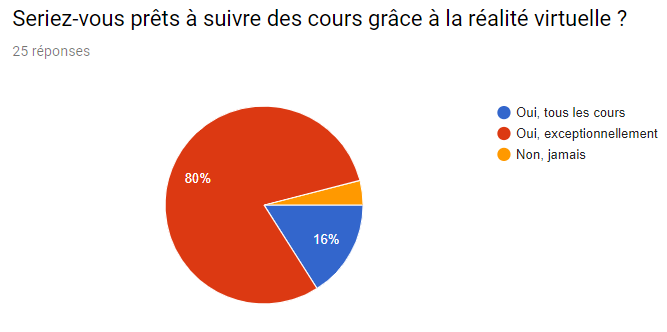 Seriez-vous prêts à suivre des cours grâce à la réalité virtuelle ?
25 réponses
Oui, tous les cours
Oui, exceptionnellement
Non, jamais
80%
16%